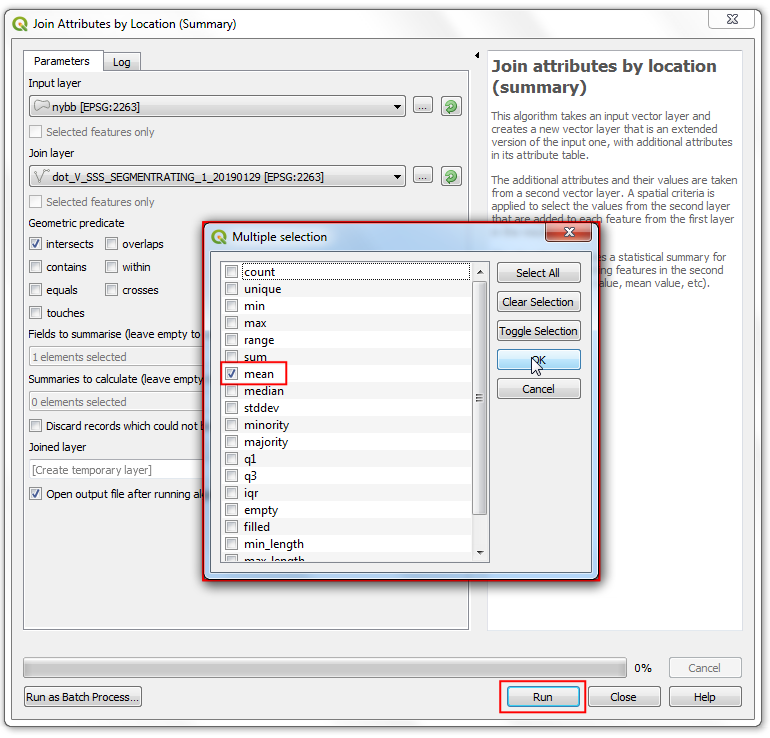 Join Attributes by Location (Summary)
Parameters
Log
Input layer
nybb [EPSG:2263]
...
Selected features only
Join layer
dot_V_SSS_SEGMENTRATING_1_20190129 [EPSG:2263]
...
Selected features only
Geometric predicate
intersects
overlaps
contains
within
equals
crosses
touches
Fields to summarise (leave empty to
1 elements selected
Summaries to calculate (leave empty
0 elements selected
Discard records which could not
Joined layer
[Create temporary layer]
Open output file after running
Join attributes by location
(summary)
This algorithm takes an input vector layer and
creates a new vector layer that is an extended
version of the input one, with additional attributes
in its attribute table.
The additional attributes and their values are taken
from a second vector layer. A spatial criteria is
applied to select the values from the second layer
that are added to each feature from the first layer
a statistical summary for
features in the second
mean value, etc).
Multiple selection
count
unique
min
max
range
sum
mean
median
stddev
minority
majority
q1
q3
iqr
empty
filled
min_length
max_length
Select All
Clear Selection
Toggle Selection
OK
Cancel
0%
Cancel
Run as Batch Process...
Run
Close
Help